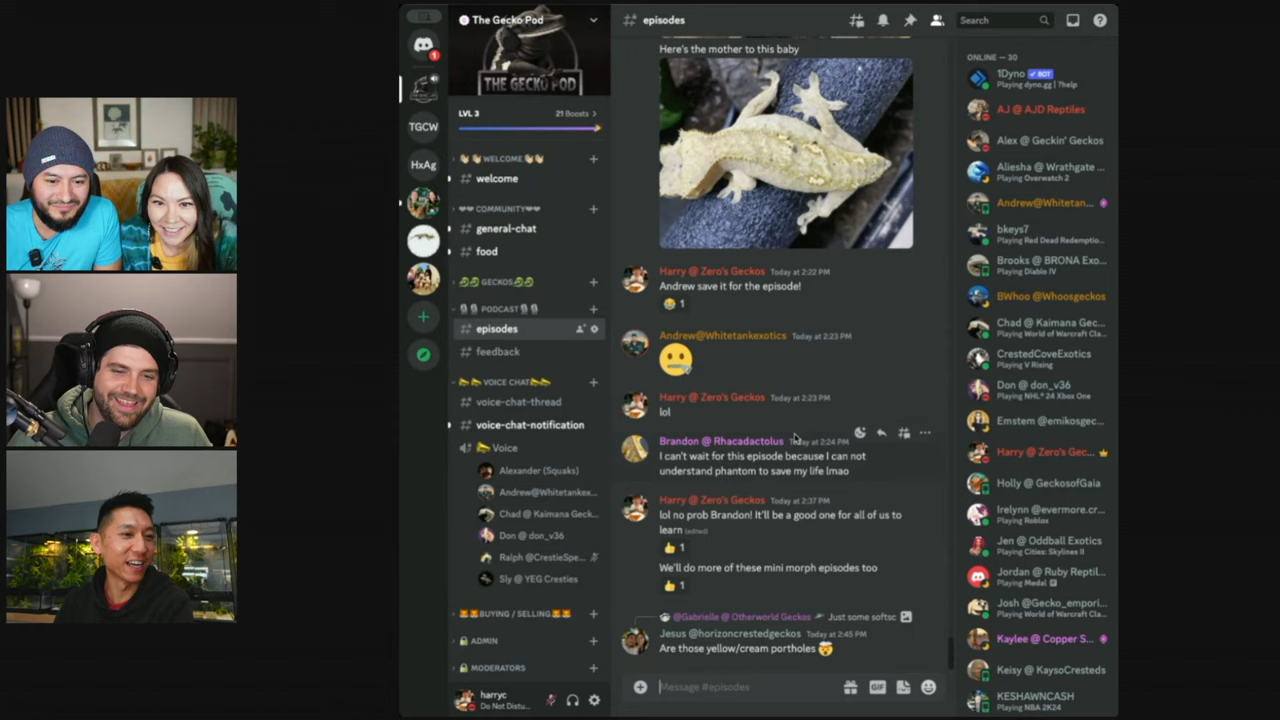 The Gecko Pod
THE GECKO POD
LVL 3
21 Boosts
1
TGCW
HxAg
WELCOME
# welcome
COMMUNITY
# general-chat
# food
GECKOS
PODCAST
# episodes
# feedback
VOICE CHAT
# voice-chat-thread
# voice-chat-notification
Voice
Alexander (Squaks)
Andrew@Whitetankex...
Chad @ Kaimana Geck...
Don @ don_v36
Ralph @CrestieSpe...
Sly @ YEG Cresties
BUYING / SELLING
ADMIN
MODERATORS
harryc
Do Not Distu...
# episodes
Search
Here's the mother to this baby
Harry @ Zero's Geckos Today at 2:22 PM
Andrew save it for the episode!
1
Andrew@Whitetankexotics Today at 2:23 PM
Harry @ Zero's Geckos Today at 2:23 PM
lol
Brandon @ Rhacadactolus Today at 2:24 PM
I can't wait for this episode because I can not
understand phantom to save my life lmao
Harry @ Zero's Geckos Today at 2:37 PM
lol no prob Brandon! It'll be a good one for all of us to
learn (edited)
1
We'll do more of these mini morph episodes too
1
@Gabrielle @ Otherworld Geckos Just some softsc
Jesus @horizoncrestedgeckos Today at 2:45 PM
Are those yellow/cream portholes
Message #episodes
GIF
ONLINE — 30
1Dyno BOT
Playing dyno.gg | ?help
AJ @ AJD Reptiles
Alex @ Geckin' Geckos
Aliesha @ Wrathgate ...
Playing Overwatch 2
Andrew@Whitetan...
bkeys7
Playing Red Dead Redemptio...
Brooks @ BRONA Exo...
Playing Diablo IV
BWhoo @Whoosgeckos
Chad @ Kaimana Gec...
Playing World of Warcraft Cla...
CrestedCoveExotics
Playing V Rising
Don @ don_v36
Playing NHL® 24 Xbox One
Emstem @emikosgec...
Harry @ Zero's Gec...
Holly @ GeckosofGaia
Irelynn @evermore.cr...
Playing Roblox
Jen @ Oddball Exotics
Playing Cities: Skylines II
Jordan @ Ruby Reptil...
Playing Medal
Josh @Gecko_empori...
Playing World of Warcraft Cla...
Kaylee @ Copper S...
Keisy @ KaysoCresteds
KESHAWNCASH
Playing NBA 2K24